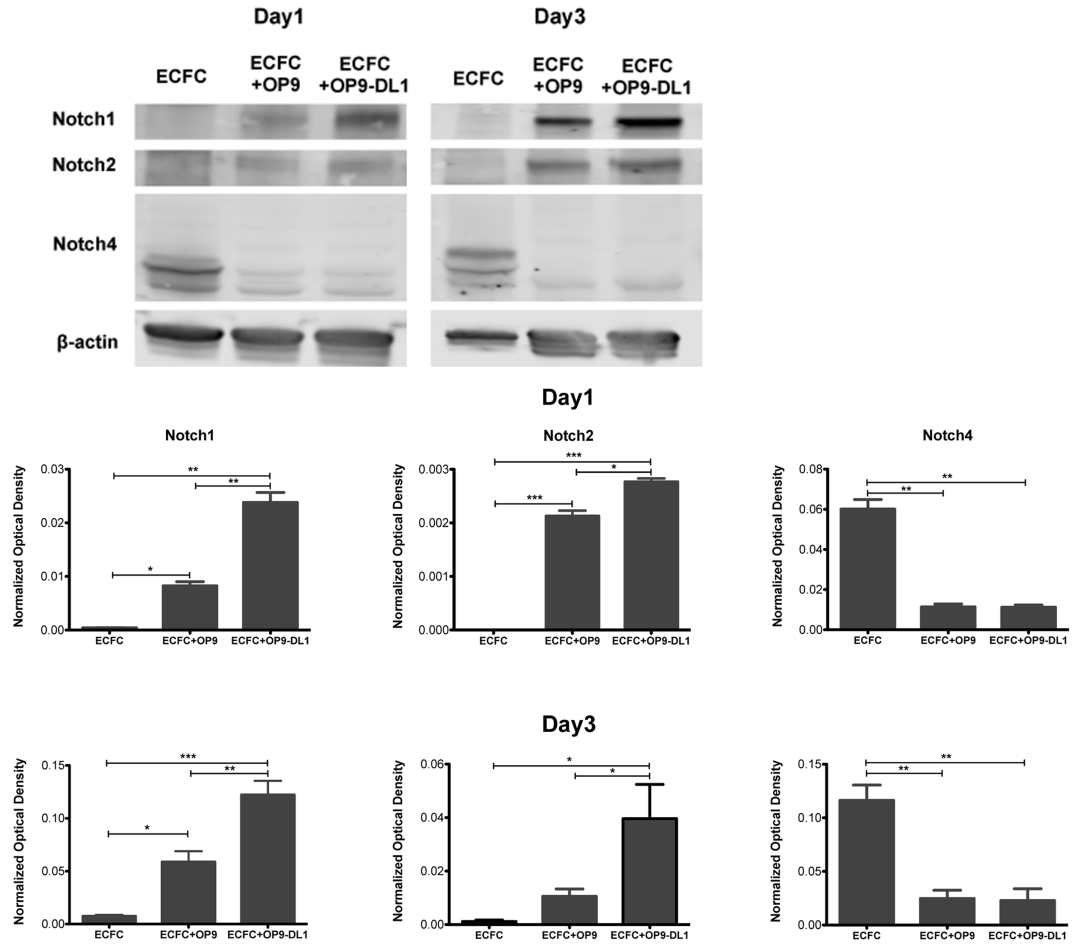 Day1
Day3
ECFC
ECFC
+OP9
ECFC
+OP9-DL1
ECFC
ECFC
+OP9
ECFC
+OP9-DL1
Notch1
Notch2
Notch4
β-actin
Day1
Notch1
Notch2
Notch4
Normalized Optical Density
0.03
0.02
0.01
0.00
**
**
*
ECFC
ECFC+OP9
ECFC+OP9-DL1
Normalized Optical Density
0.003
0.002
0.001
0.000
***
*
***
ECFC
ECFC+OP9
ECFC+OP9-DL1
Normalized Optical Density
0.08
0.06
0.04
0.02
0.00
**
**
ECFC
ECFC+OP9
ECFC+OP9-DL1
Day3
Normalized Optical Density
0.15
0.10
0.05
0.00
***
**
*
ECFC
ECFC+OP9
ECFC+OP9-DL1
Normalized Optical Density
0.06
0.04
0.02
0.00
*
*
ECFC
ECFC+OP9
ECFC+OP9-DL1
Normalized Optical Density
0.15
0.10
0.05
0.00
**
**
ECFC
ECFC+OP9
ECFC+OP9-DL1